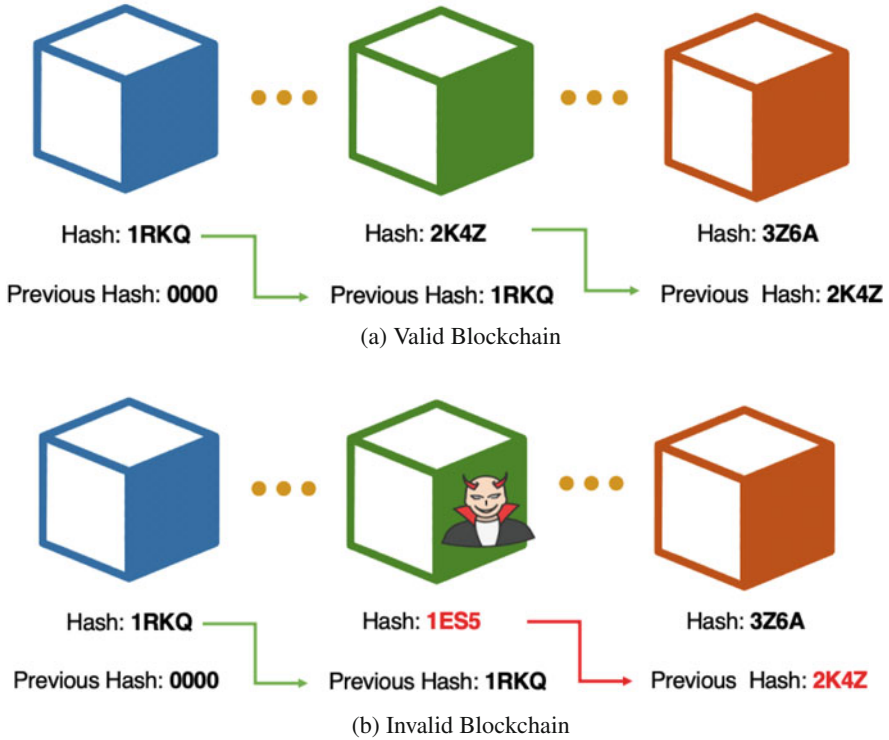 Hash: 1RKQ
Hash: 2K4Z
Hash: 3Z6A
Previous Hash: 0000
Previous Hash: 1RKQ
Previous Hash: 2K4Z
(a) Valid Blockchain
Hash: 1RKQ
Hash: 1ES5
Hash: 3Z6A
Previous Hash: 0000
Previous Hash: 1RKQ
Previous Hash: 2K4Z
(b) Invalid Blockchain